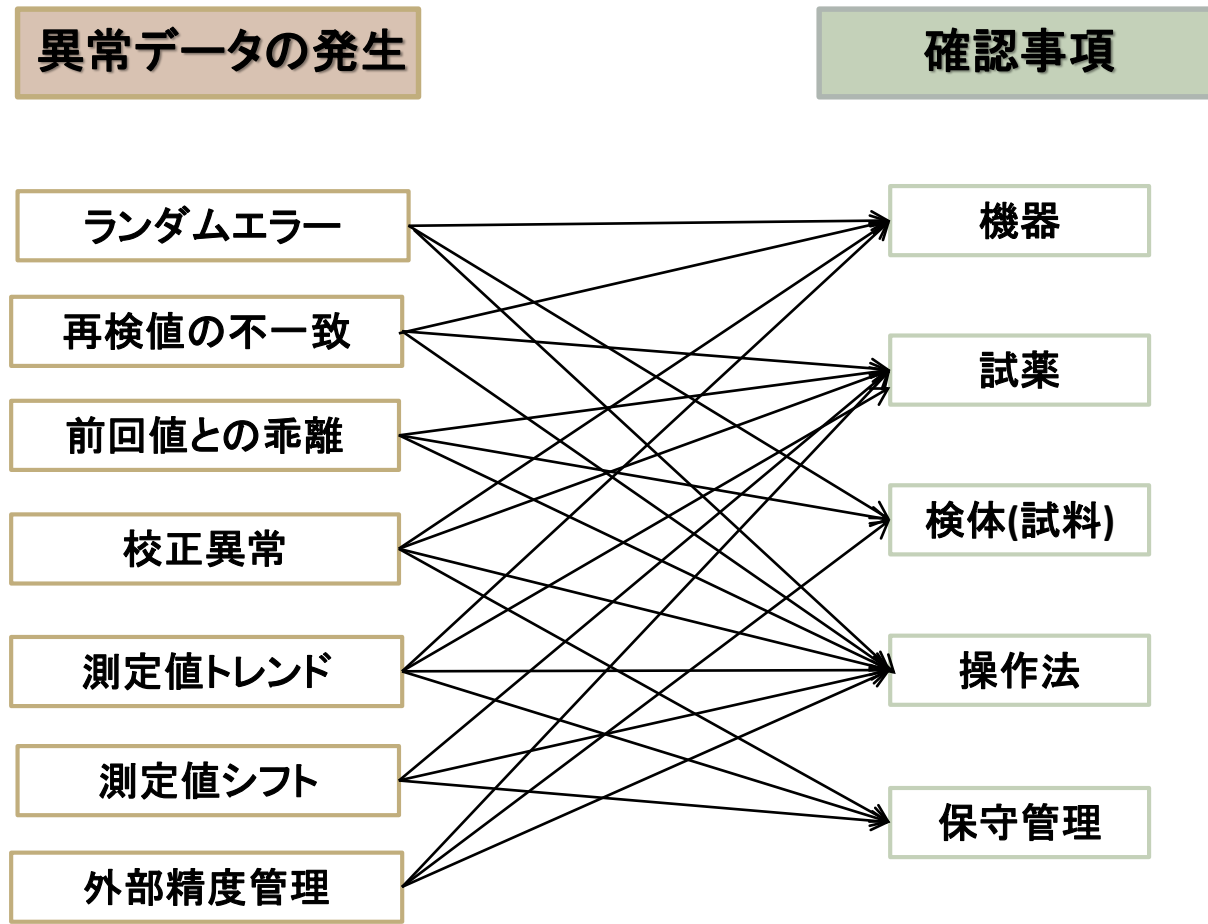 異常データの発生
確認事項
ランダムエラー
再検値の不一致
前回値との乖離
校正異常
測定値トレンド
測定値シフト
外部精度管理
機器
試薬
検体(試料)
操作法
保守管理